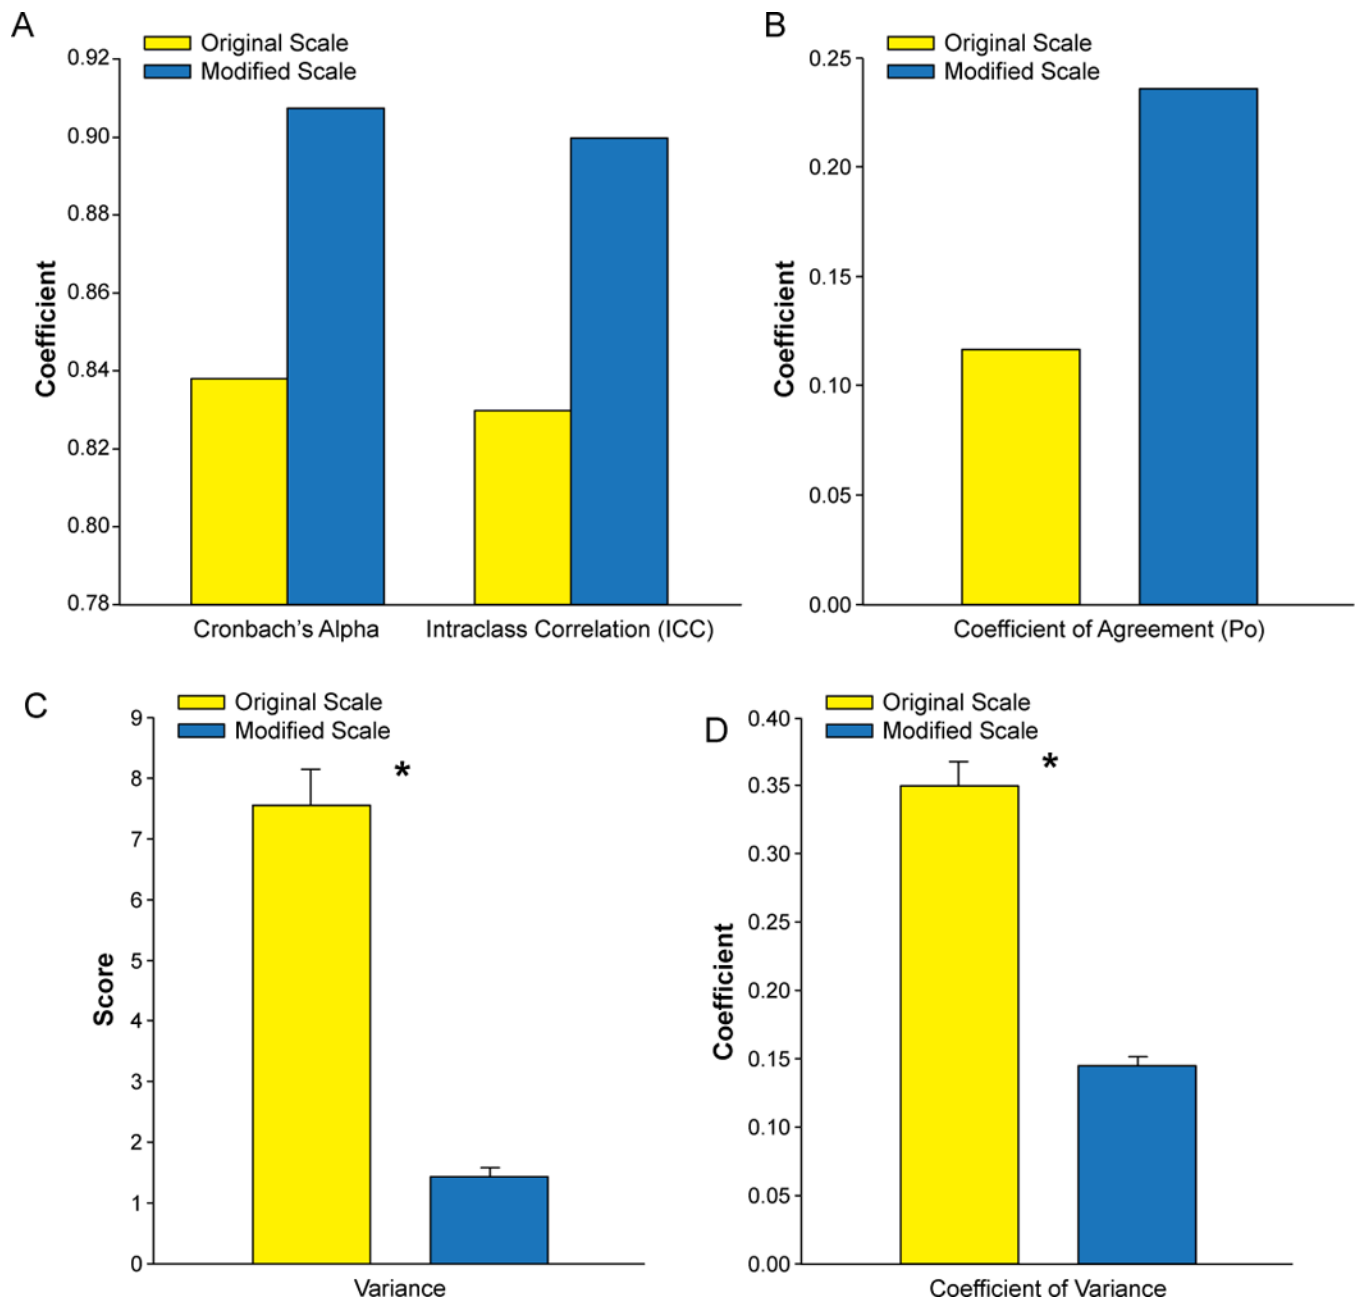 A
Original Scale
Modified Scale
0.92
0.90
0.88
0.86
0.84
0.82
0.80
0.78
Coefficient
Cronbach's Alpha
Intraclass Correlation (ICC)
B
Original Scale
Modified Scale
0.25
0.20
0.15
0.10
0.05
0.00
Coefficient
Coefficient of Agreement (Po)
C
Original Scale
Modified Scale
9
8
7
6
5
4
3
2
1
0
Score
*
Variance
D
Original Scale
Modified Scale
0.40
0.35
0.30
0.25
0.20
0.15
0.10
0.05
0.00
Coefficient
*
Coefficient of Variance